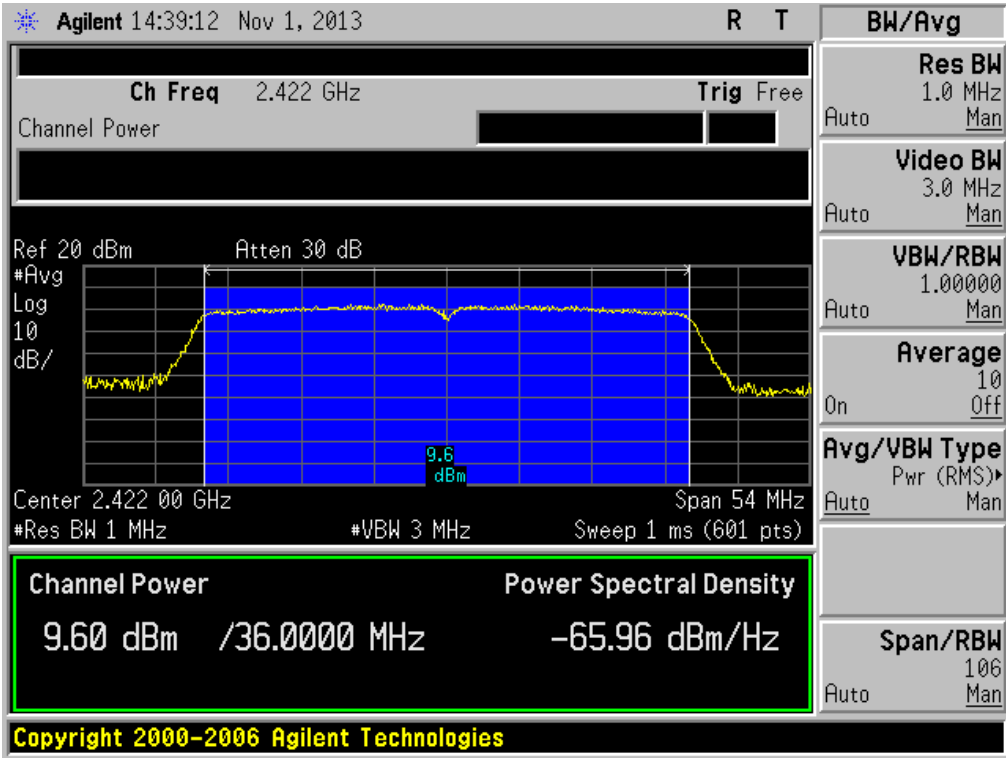 Agilent 14:39:12 Nov 1, 2013 R T
Ch Freq 2.422 GHz Trig Free
Channel Power
Ref 20 dBm Atten 30 dB
#Avg
Log
10
dB/
9.6
dBm
Center 2.422 00 GHz Span 54 MHz
#Res BW 1 MHz #VBW 3 MHz Sweep 1 ms (601 pts)
Channel Power Power Spectral Density
9.60 dBm /36.0000 MHz -65.96 dBm/Hz
Copyright 2000-2006 Agilent Technologies
BW/Avg
Res BW
1.0 MHz
Auto Man
Video BW
3.0 MHz
Auto Man
VBW/RBW
1.00000
Auto Man
Average
10
On Off
Avg/VBW Type
Pwr (RMS)▸
Auto Man
Span/RBW
106
Auto Man